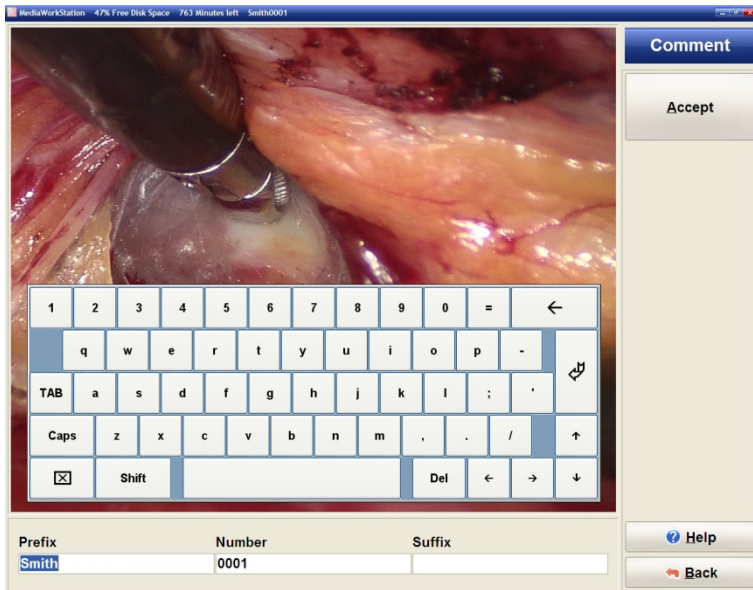 MediaWorkStation 47% Free Disk Space 763 Minutes left Smith0001
Comment
Accept
1 2 3 4 5 6 7 8 9 0 = ←
q w e r t y u i o p -
TAB a s d f g h j k l ; '
Caps z x c v b n m , . / ↑
Shift Del ← → ↓
Prefix Number Suffix
Smith 0001
Help
Back